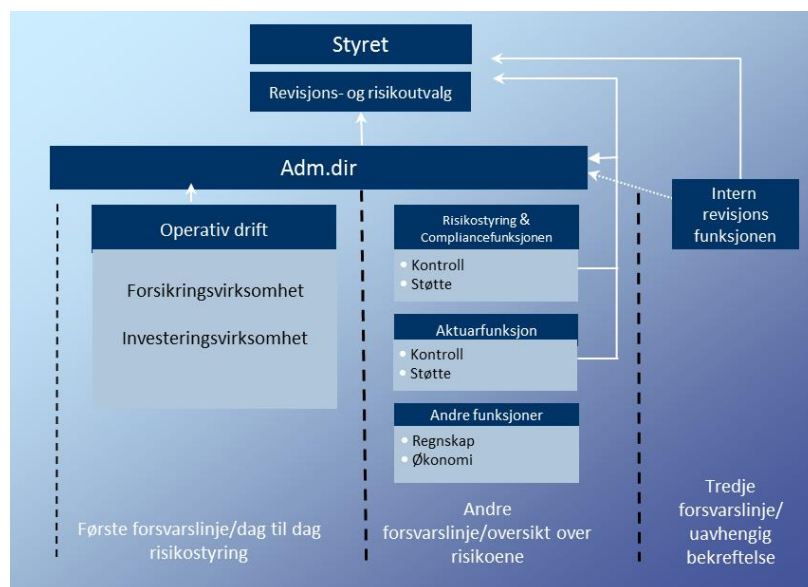 Styret
Revisjons- og risikoutvalg
Adm.dir
Operativ drift
Forsikringsvirksomhet
Investeringsvirksomhet
Risikostyring &
Compliancefunksjonen
Kontroll
Støtte
Aktuarfunksjon
Kontroll
Støtte
Andre funksjoner
Regnskap
Økonomi
Intern
revisjons
funksjonen
Første forsvarslinje/dag til dag
risikostyring
Andre
forsvarslinje/oversikt over
risikoene
Tredje
forsvarslinje/
uavhengig
bekreftelse